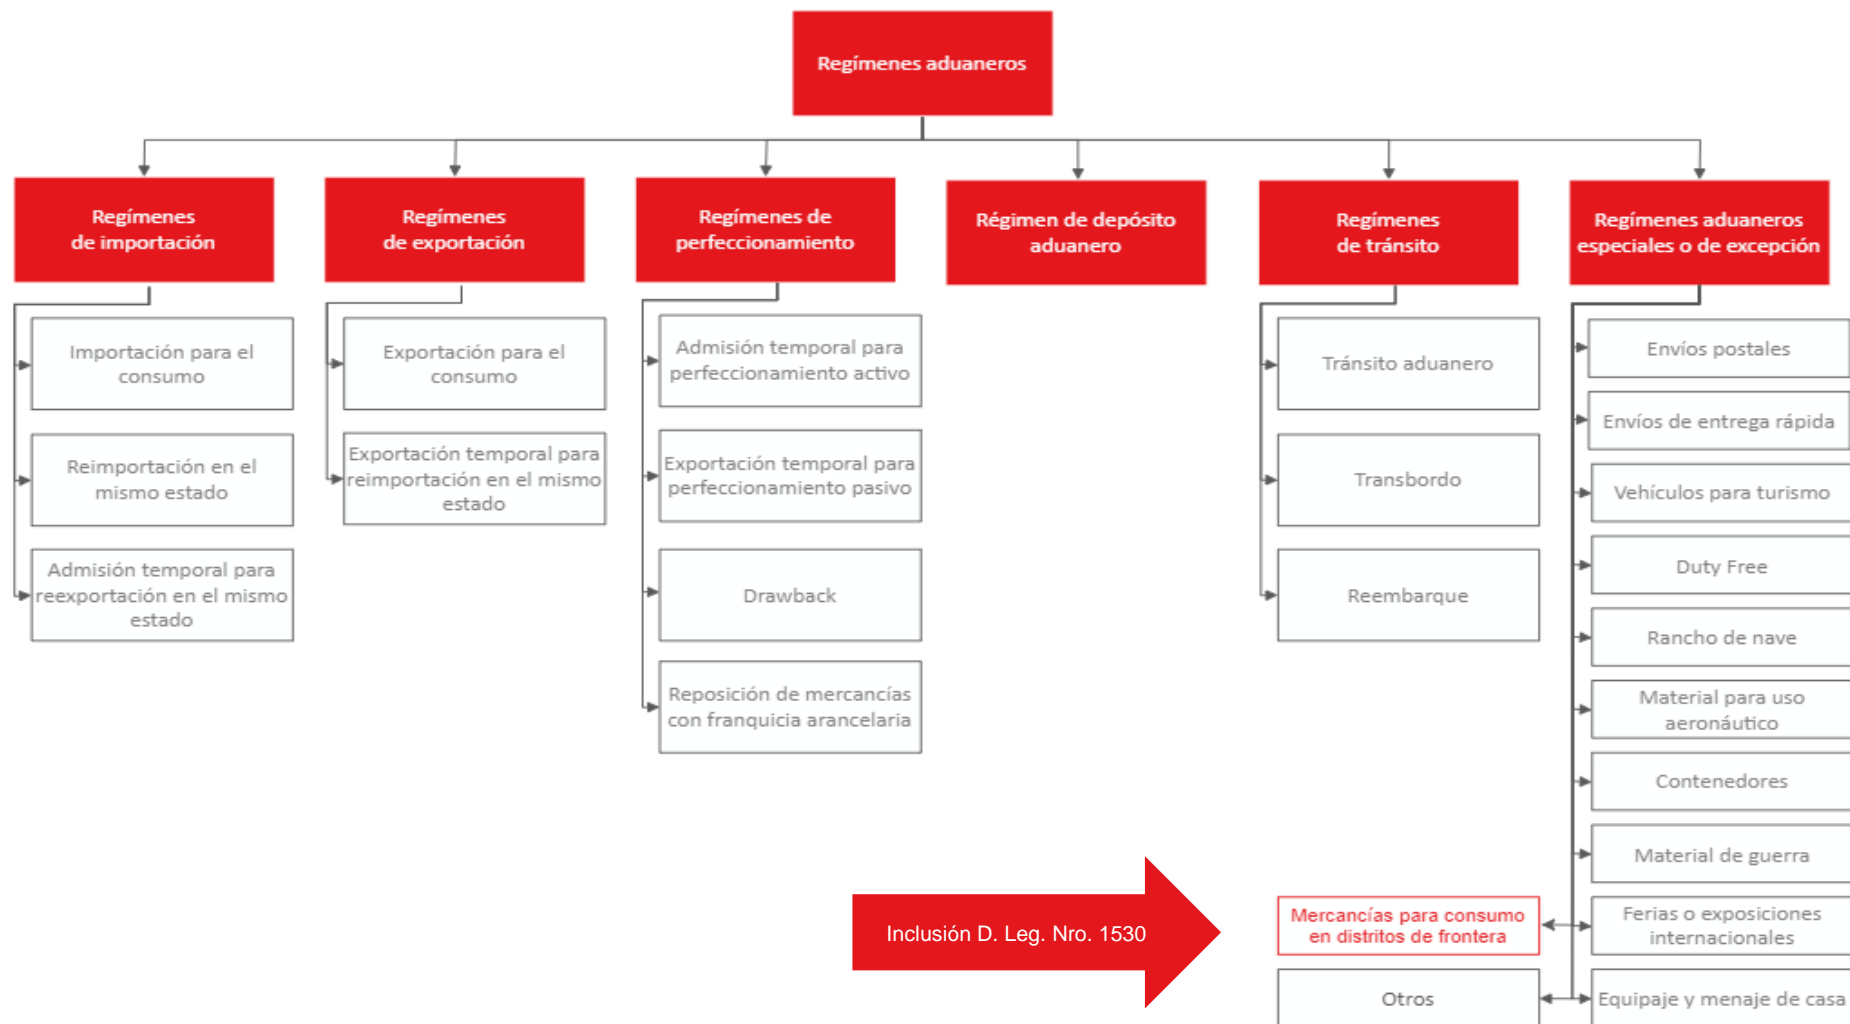 Regímenes aduaneros
Regímenes
de importación
Regímenes
de exportación
Regímenes de
perfeccionamiento
Régimen de depósito
aduanero
Regímenes
de tránsito
Regímenes aduaneros
especiales o de excepción
Importación para el
consumo
Reimportación en el
mismo estado
Admisión temporal para
reexportación en el mismo
estado
Exportación para el
consumo
Exportación temporal para
reimportación en el mismo
estado
Admisión temporal para
perfeccionamiento activo
Exportación temporal para
perfeccionamiento pasivo
Drawback
Reposición de mercancías
con franquicia arancelaria
Tránsito aduanero
Transbordo
Reembarque
Envíos postales
Envíos de entrega rápida
Vehículos para turismo
Duty Free
Rancho de nave
Material para uso
aeronáutico
Contenedores
Material de guerra
Ferias o exposiciones
internacionales
Equipaje y menaje de casa
Inclusión D. Leg. Nro. 1530
Mercancías para consumo
en distritos de frontera
Otros